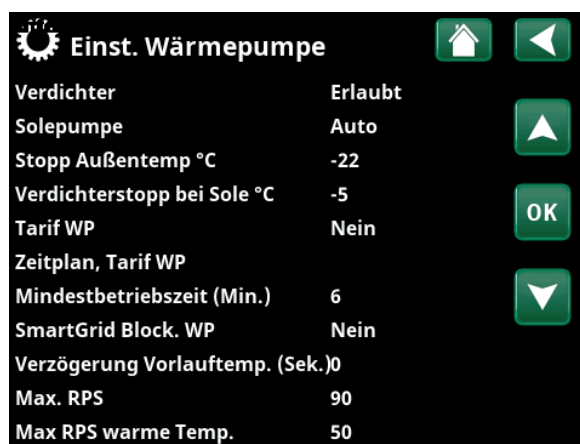 Einst. Wärmepumpe
Verdichter Erlaubt
Solepumpe Auto
Stopp Außentemp °C -22
Verdichterstopp bei Sole °C -5
Tarif WP Nein
Zeitplan, Tarif WP
Mindestbetriebszeit (Min.) 6
SmartGrid Block. WP Nein
Verzögerung Vorlauftemp. (Sek.)0
Max. RPS 90
Max RPS warme Temp. 50
OK